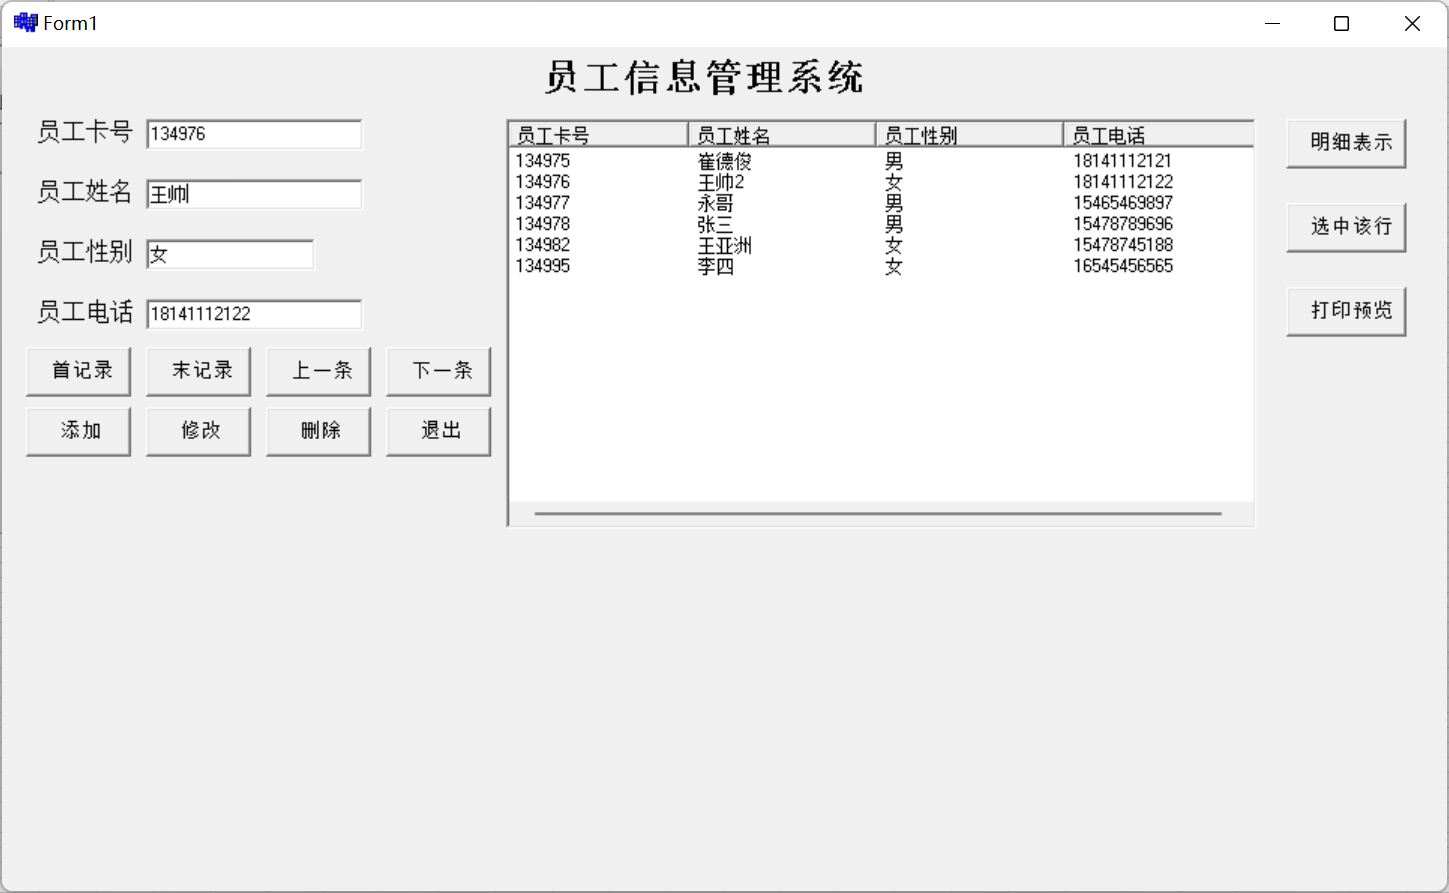 Form1
员工信息管理系统
员工卡号 134976
员工姓名 王帅
员工性别 女
员工电话 18141112122
首记录 末记录 上一条 下一条
添加 修改 删除 退出
员工卡号 员工姓名 员工性别 员工电话
134975 崔德俊 男 18141112121
134976 王帅2 女 18141112122
134977 永哥 男 15465469897
134978 张三 男 15478789696
134982 王亚洲 女 15478745188
134995 李四 女 16545456565
明细表示
选中该行
打印预览